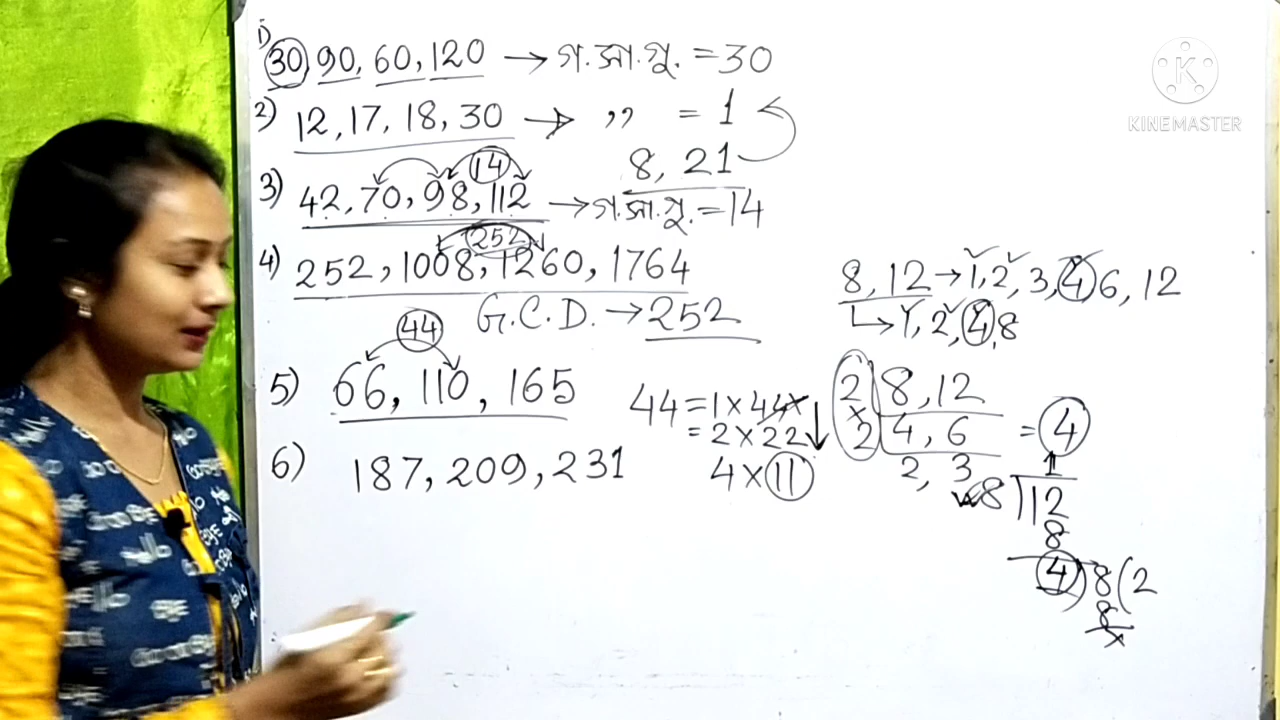 1) 30, 90, 60, 120 → গ.সা.গু. = 30
2) 12, 17, 18, 30 → ,, = 1
8, 21
14
3) 42, 70, 98, 112 → গ.সা.গু. = 14
252
4) 252, 1008, 1260, 1764
G.C.D. → 252
44
5) 66, 110, 165
6) 187, 209, 231
44 = 1 × 44 ×
= 2 × 22
4 × 11
8, 12 → 1, 2, 3, 4 6, 12
→ 1, 2, 4, 8
2 | 8, 12
×
2 | 4, 6 = 4
2, 3
1
8 ) 12
8
4 ) 8 ( 2
8
×
KINEMASTER